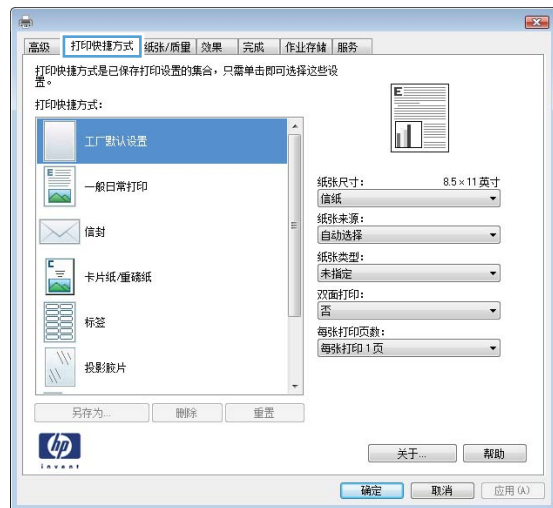 高级 打印快捷方式 纸张/质量 效果 完成 作业存储 服务
打印快捷方式是已保存打印设置的集合，只需单击即可选择这些设
置。
打印快捷方式：
工厂默认设置
一般日常打印
信封
卡片纸/重磅纸
标签
投影胶片
另存为... 删除 重置
E
纸张尺寸： 8.5×11 英寸
信纸
纸张来源：
自动选择
纸张类型：
未指定
双面打印：
否
每张打印页数：
每张打印 1 页
hp
invent
关于... 帮助
确定 取消 应用(A)